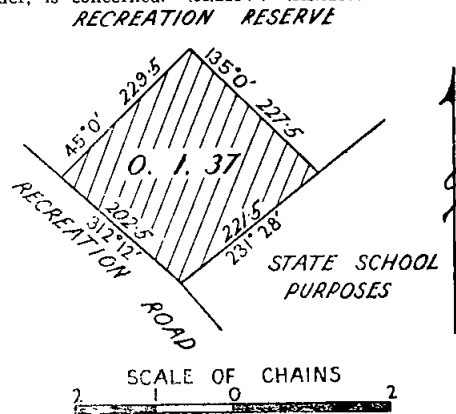 RECREATION RESERVE
229·5
45°0′
135°0′
227·5
0. 1. 37
202·5
312°12′
221·5
231° 28′
RECREATION ROAD
STATE SCHOOL
PURPOSES
SCALE OF CHAINS
2 1 0 2